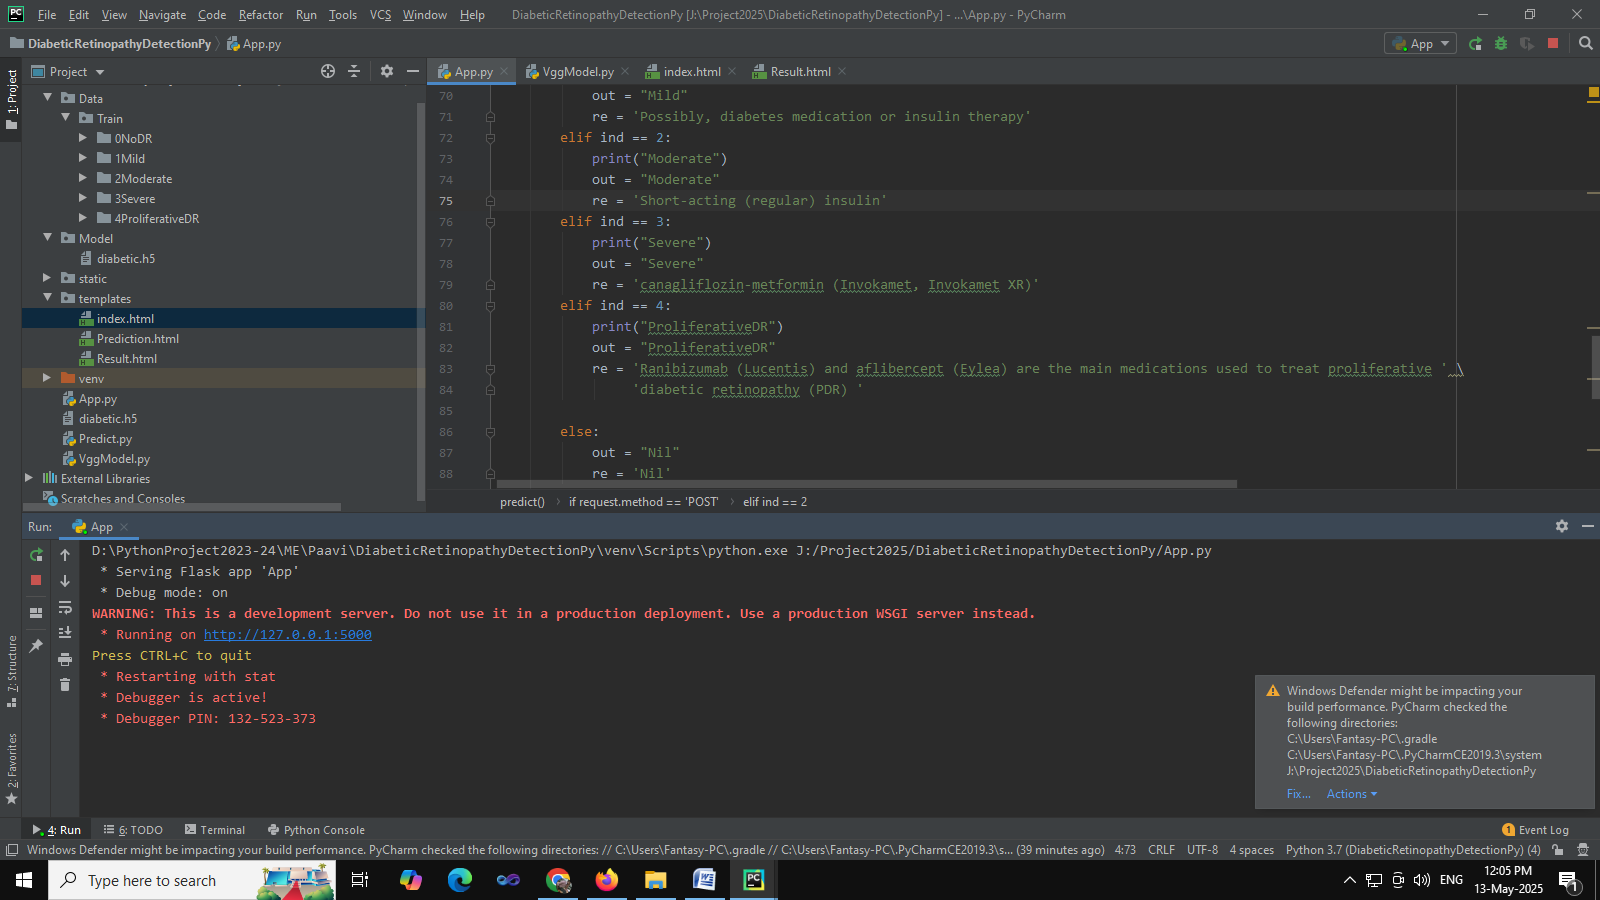 File Edit View Navigate Code Refactor Run Tools VCS Window Help DiabeticRetinopathyDetectionPy [J:\Project2025\DiabeticRetinopathyDetectionPy] - ...\App.py - PyCharm
DiabeticRetinopathyDetectionPy App.py App
1: Project
Project
App.py VggModel.py index.html Result.html
Data
Train
0NoDR
1Mild
2Moderate
3Severe
4ProliferativeDR
Model
diabetic.h5
static
templates
index.html
Prediction.html
Result.html
venv
App.py
diabetic.h5
Predict.py
VggModel.py
External Libraries
Scratches and Consoles
70 out = "Mild"
71 re = 'Possibly, diabetes medication or insulin therapy'
72 elif ind == 2:
73 print("Moderate")
74 out = "Moderate"
75 re = 'Short-acting (regular) insulin'
76 elif ind == 3:
77 print("Severe")
78 out = "Severe"
79 re = 'canagliflozin-metformin (Invokamet, Invokamet XR)'
80 elif ind == 4:
81 print("ProliferativeDR")
82 out = "ProliferativeDR"
83 re = 'Ranibizumab (Lucentis) and aflibercept (Eylea) are the main medications used to treat proliferative ' \
84 'diabetic retinopathy (PDR) '
85
86 else:
87 out = "Nil"
88 re = 'Nil'
predict() if request.method == 'POST' elif ind == 2
Run: App
D:\PythonProject2023-24\ME\Paavi\DiabeticRetinopathyDetectionPy\venv\Scripts\python.exe J:/Project2025/DiabeticRetinopathyDetectionPy/App.py
* Serving Flask app 'App'
* Debug mode: on
WARNING: This is a development server. Do not use it in a production deployment. Use a production WSGI server instead.
* Running on http://127.0.0.1:5000
Press CTRL+C to quit
* Restarting with stat
* Debugger is active!
* Debugger PIN: 132-523-373
7: Structure
2: Favorites
Windows Defender might be impacting your
build performance. PyCharm checked the
following directories:
C:\Users\Fantasy-PC\.gradle
C:\Users\Fantasy-PC\.PyCharmCE2019.3\system
J:\Project2025\DiabeticRetinopathyDetectionPy
Fix... Actions
4: Run 6: TODO Terminal Python Console 1 Event Log
Windows Defender might be impacting your build performance. PyCharm checked the following directories: // C:\Users\Fantasy-PC\.gradle // C:\Users\Fantasy-PC\.PyCharmCE2019.3\s... (39 minutes ago) 4:73 CRLF UTF-8 4 spaces Python 3.7 (DiabeticRetinopathyDetectionPy) (4)
Type here to search
ENG
12:05 PM
13-May-2025
1